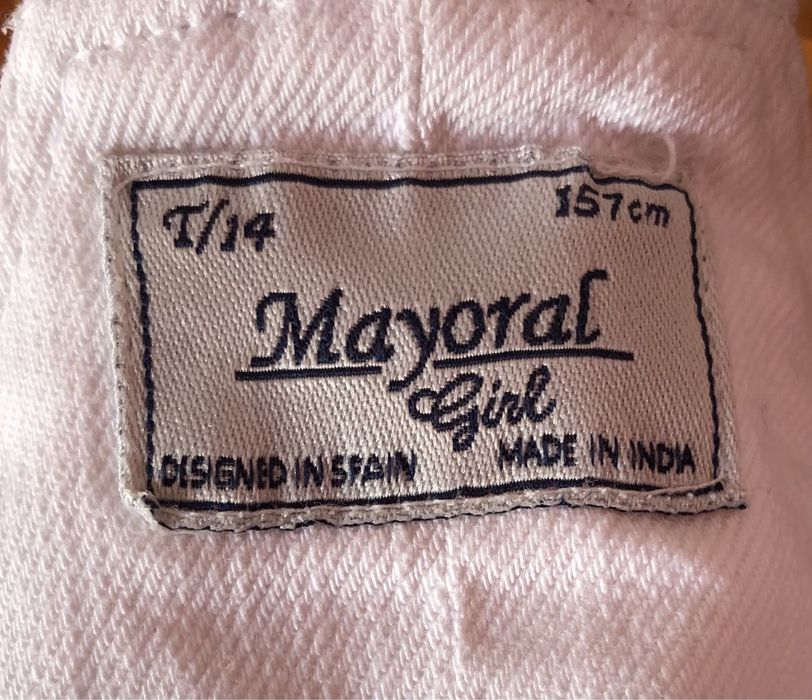 T/14 157cm
Mayoral
Girl
DESIGNED IN SPAIN MADE IN INDIA